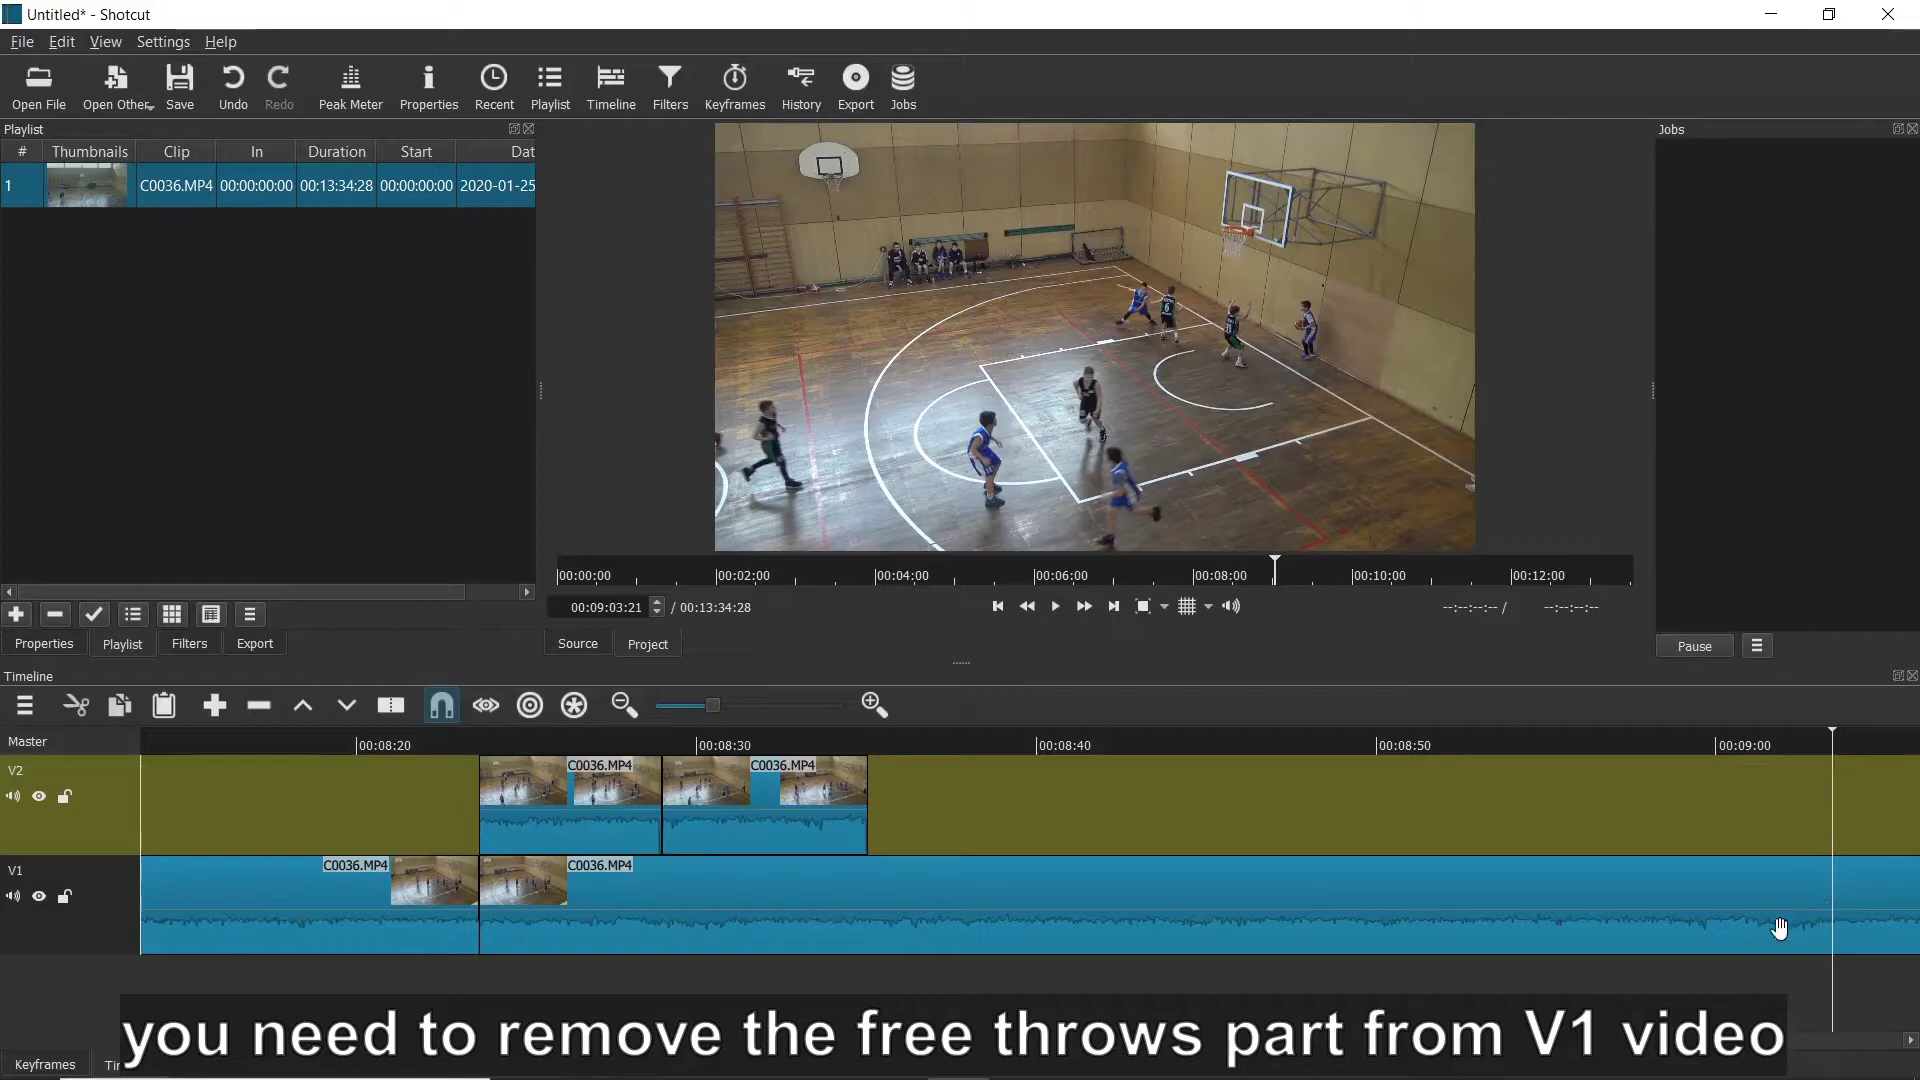 Untitled* - Shotcut
File Edit View Settings Help
Open File Open Other Save Undo Redo Peak Meter Properties Recent Playlist Timeline Filters Keyframes History Export Jobs
Playlist
# Thumbnails Clip In Duration Start Dat
1 C0036.MP4 00:00:00:00 00:13:34:28 00:00:00:00 2020-01-25
Jobs
00:00:00 00:02:00 00:04:00 00:06:00 00:08:00 00:10:00 00:12:00
00:09:03:21 / 00:13:34:28 --:--:--:-- / --:--:--:--
Properties Playlist Filters Export
Source Project
Pause
Timeline
Master
00:08:20 00:08:30 00:08:40 00:08:50 00:09:00
V2
C0036.MP4 C0036.MP4
V1
C0036.MP4 C0036.MP4
you need to remove the free throws part from V1 video
Keyframes